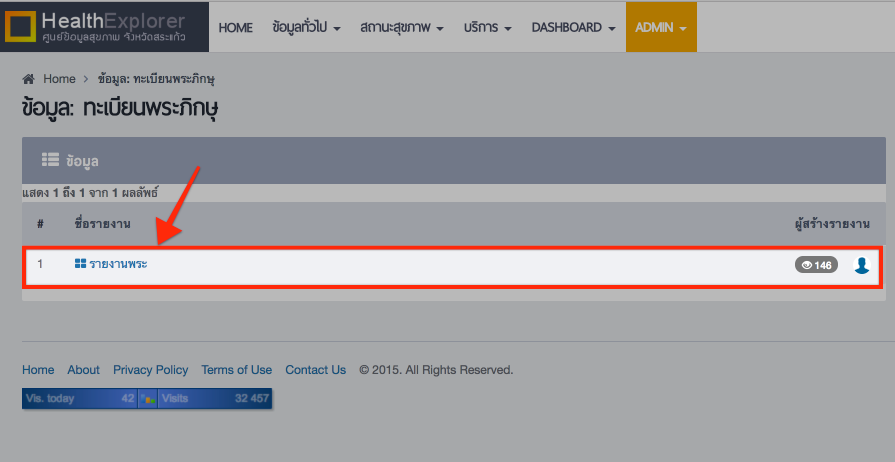 HealthExplorer
ศูนย์ข้อมูลสุขภาพ จังหวัดสระแก้ว
HOME ข้อมูลทั่วไป สถานะสุขภาพ บริการ DASHBOARD ADMIN
Home > ข้อมูล: ทะเบียนพระภิกษุ
ข้อมูล: ทะเบียนพระภิกษุ
ข้อมูล
แสดง 1 ถึง 1 จาก 1 ผลลัพธ์
# ชื่อรายงาน ผู้สร้างรายงาน
1 รายงานพระ 146
Home About Privacy Policy Terms of Use Contact Us © 2015. All Rights Reserved.
Vis. today 42 Visits 32 457